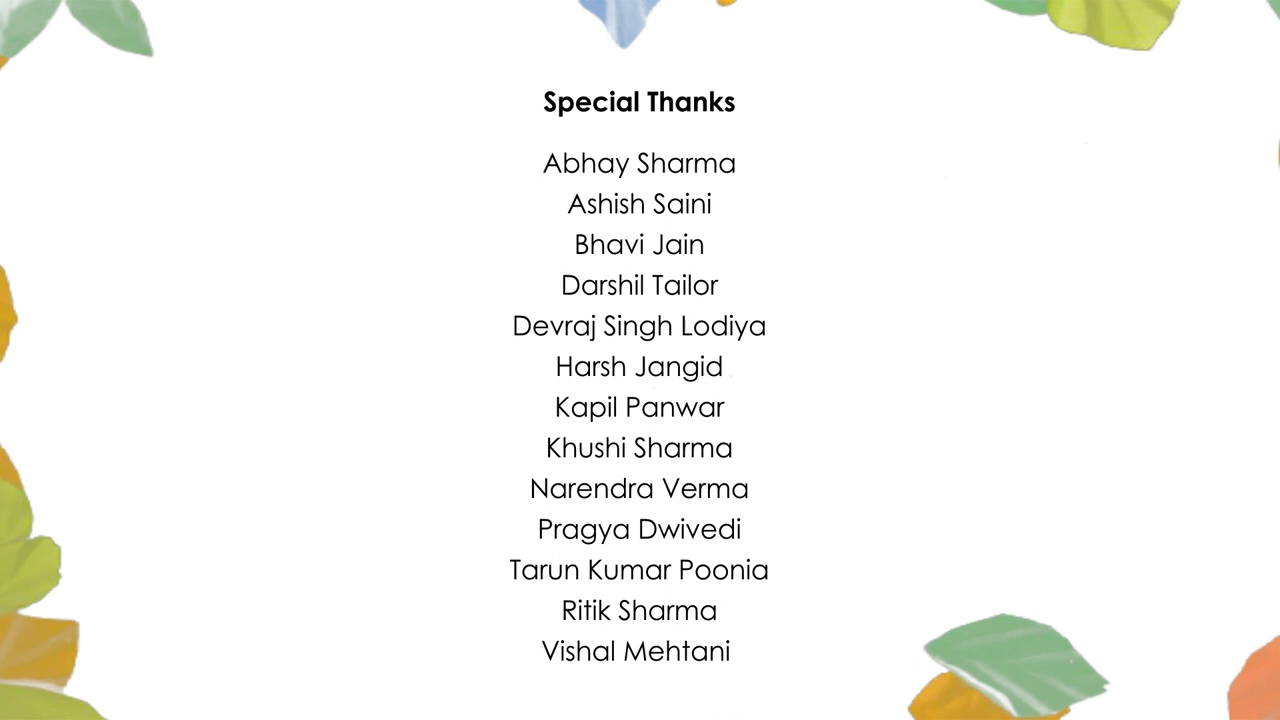 Special Thanks
Abhay Sharma
Ashish Saini
Bhavi Jain
Darshil Tailor
Devraj Singh Lodiya
Harsh Jangid
Kapil Panwar
Khushi Sharma
Narendra Verma
Pragya Dwivedi
Tarun Kumar Poonia
Ritik Sharma
Vishal Mehtani